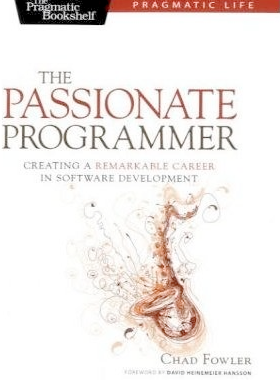 The
Pragmatic
Bookshelf
PRAGMATIC LIFE
THE
PASSIONATE
PROGRAMMER
CREATING A REMARKABLE CAREER
IN SOFTWARE DEVELOPMENT
CHAD FOWLER
FOREWORD BY DAVID HEINEMEIER HANSSON